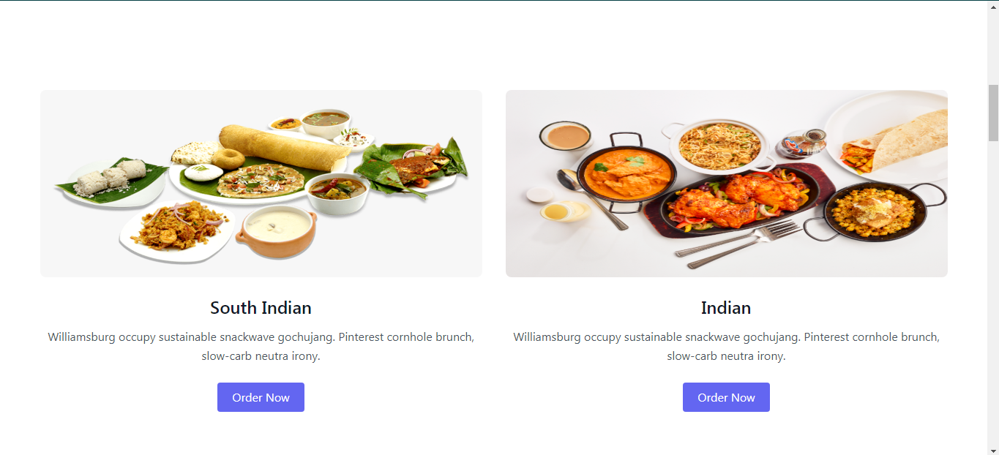 South Indian
Williamsburg occupy sustainable snackwave gochujang. Pinterest cornhole brunch,
slow-carb neutra irony.
Order Now
Indian
Williamsburg occupy sustainable snackwave gochujang. Pinterest cornhole brunch,
slow-carb neutra irony.
Order Now